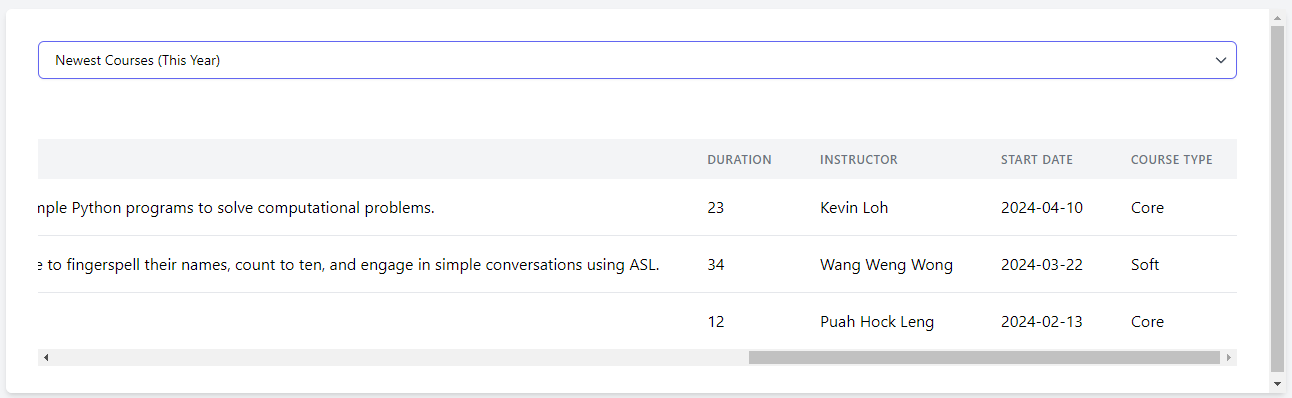 Newest Courses (This Year)
DURATION INSTRUCTOR START DATE COURSE TYPE
Python programs to solve computational problems. 23 Kevin Loh 2024-04-10 Core
to fingerspell their names, count to ten, and engage in simple conversations using ASL. 34 Wang Weng Wong 2024-03-22 Soft
12 Puah Hock Leng 2024-02-13 Core